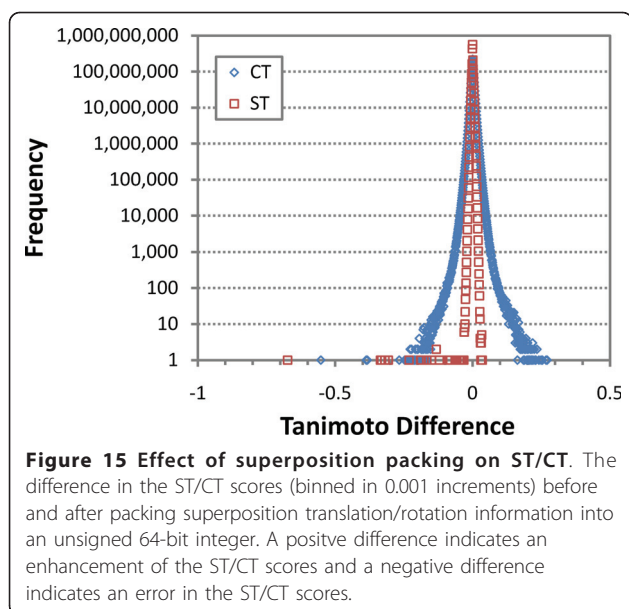 1,000,000,000
100,000,000
10,000,000
1,000,000
100,000
10,000
1,000
100
10
1
Frequency
CT
ST
-1
-0.5
0
0.5
Tanimoto Difference
Figure 15 Effect of superposition packing on ST/CT. The
difference in the ST/CT scores (binned in 0.001 increments) before
and after packing superposition translation/rotation information into
an unsigned 64-bit integer. A positve difference indicates an
enhancement of the ST/CT scores and a negative difference
indicates an error in the ST/CT scores.